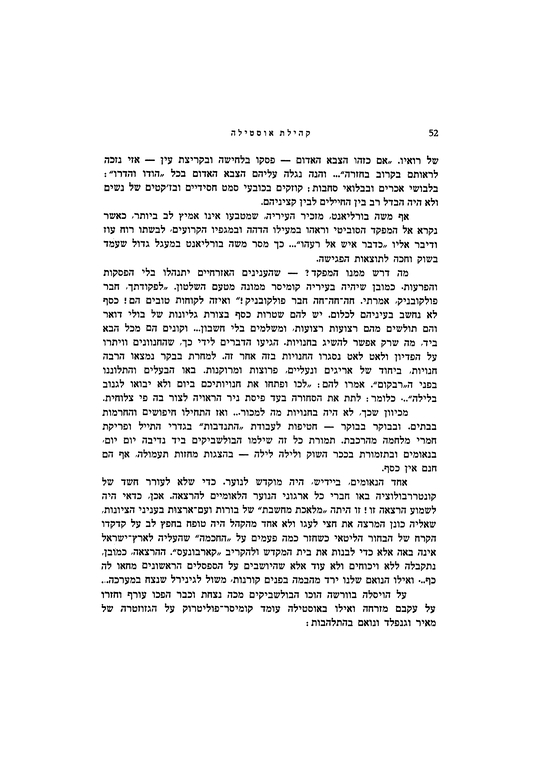 52
קהילת אוסטילה
של רואיו. „אם כזהו הצבא האדום — פסקו בלחישה ובקריצת עין — אזי נזכה
לראותם בקרוב בחזרה”... והנה נגלה עליהם הצבא האדום בכל „הודו והדרו”:
בלבושי אכרים ובבלואי סחבות: קוזקים בכובעי סמט חסידיים ובז׳קטים של נשים
ולא היה הבדל רב בין החיילים לבין קציניהם.
אף משה בורליאנט, מזכיר העיריה, שמטבעו אינו אמיץ לב ביותר, כאשר
נקרא אל המפקד הסוביטי וראהו במעילו הדהה ובמגפיו הקרועים, לבשתו רוח עוז
ודיבר אליו „כדבר איש אל רעהו”... כך מסר משה בורליאנט במעגל גדול שעמד
בשוק וחכה לתוצאות הפגישה.
מה דרש ממנו המפקד? — שהענינים האזרחיים יתנהלו בלי הפסקות
והפרעות. כמובן שיהיה בעיריה קומיסר ממונה מטעם השלטון. „לפקודתך, חבר
פולקובניק, אמרתי. חה־חה־חה חבר פולקובניק!” ואיזה לקוחות טובים הם! כסף
לא נחשב בעיניהם לכלום. יש להם שטרות כסף בצורת גליונות של בולי דואר
והם תולשים מהם רצועות רצועות, ומשלמים בלי חשבון... וקונים הם מכל הבא
ביד, מה שרק אפשר להשיג בחנויות. הגיעו הדברים לידי כך, שהחנוונים וויתרו
על הפדיון ולאט לאט נסגרו החנויות בזה אחר זה. למחרת בבקר נמצאו הרבה
חנויות, ביחוד של אריגים ונעליים, פרוצות ומרוקנות. באו הבעלים והתלוננו
בפני ה„רבקום”. אמרו להם: „לכו ופתחו את חנויותיכם ביום ולא יבואו לגנוב
בלילה”... כלומר: לתת את הסחורה בעד פיסת ניר הראויה לצור בה פי צלוחית.
מכיוון שכך, לא היה בחנויות מה למכור... ואז התחילו חיפושים והחרמות
בבתים, ובבוקר בבוקר — חטיפות לעבודת „התנדבות” בגדרי התייל ופריקת
חמרי מלחמה מהרכבת. תמורת כל זה שילמו הבולשביקים ביד נדיבה יום יום,
בנאומים ובתזמורת בככר השוק ולילה לילה — בהצגות מחזות תעמולה, אף הם
חנם אין כסף.
אחד הנאומים, ביידיש, היה מוקדש לנוער. כדי שלא לעורר חשד של
קונטררבולוציה באו חברי כל ארגוני הנוער הלאומיים להרצאה. אכן, כדאי היה
לשמוע הרצאה זו! זו היתה „מלאכת מחשבת” של בורות ועם־ארצות בעניני הציונות,
שאליה כונן המרצה את חצי לעגו ולא אחד מהקהל היה טופח בחפץ לב על קדקדו
הקרח של הבחור הליטאי כשחזר כמה פעמים על „החכמה” שהעליה לארץ־ישראל
אינה באה אלא כדי לבנות את בית המקדש ולהקריב „קארבונעס”. ההרצאה, כמובן,
נתקבלה ללא ויכוחים ולא עוד אלא שהיושבים על הספסלים הראשונים מחאו לה
כף... ואילו הנואם שלנו ירד מהבמה בפנים קורנות, משול לגינירל שנצח במערכה...
על הויסלה בוורשה הוכו הבולשביקים מכה נצחת וכבר הפכו עורף וחזרו
על עקבם מזרחה ואילו באוסטילה עומד קומיסר־פוליטרוק על הגזוזטרה של
מאיר וגנפלד ונואם בהתלהבות: